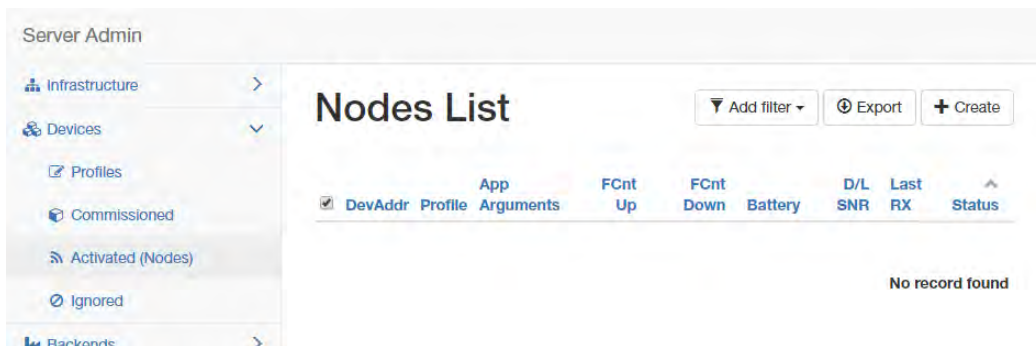 Server Admin
Infrastructure
Devices
Profiles
Commissioned
Activated (Nodes)
Ignored
Backends
Nodes List
Add filter
Export
Create
DevAddr Profile App Arguments FCnt Up FCnt Down Battery D/L SNR Last RX Status
No record found